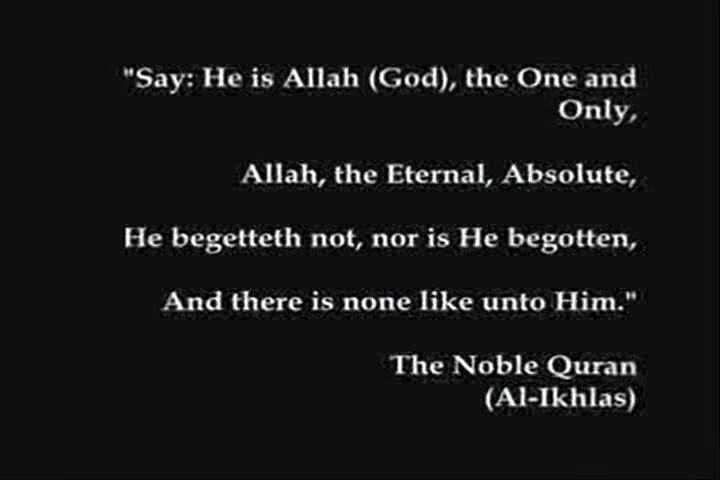 "Say: He is Allah (God), the One and
Only,
Allah, the Eternal, Absolute,
He begetteth not, nor is He begotten,
And there is none like unto Him."
The Noble Quran
(Al-Ikhlas)